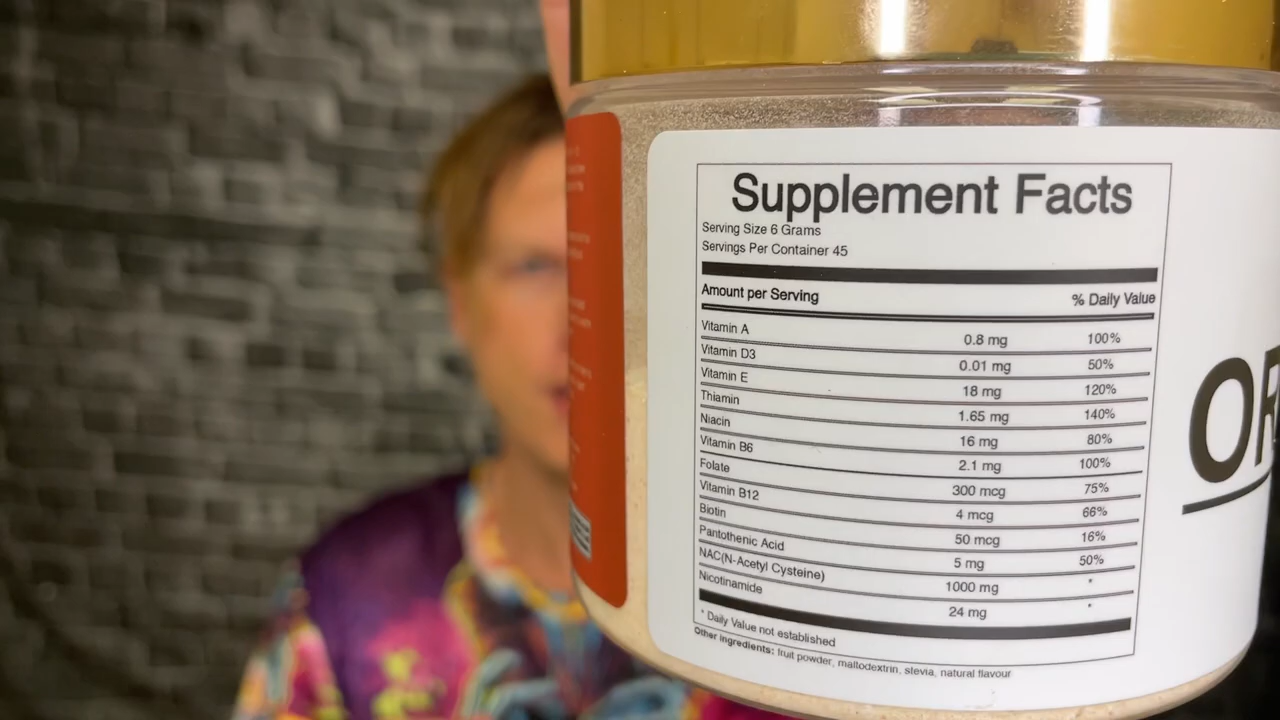 Supplement Facts
Serving Size 6 Grams
Servings Per Container 45
Amount per Serving % Daily Value
Vitamin A 0.8 mg 100%
Vitamin D3 0.01 mg 50%
Vitamin E 18 mg 120%
Thiamin 1.65 mg 140%
Niacin 16 mg 80%
Vitamin B6 2.1 mg 100%
Folate 300 mcg 75%
Vitamin B12 4 mcg 66%
Biotin 50 mcg 16%
Pantothenic Acid 5 mg 50%
NAC(N-Acetyl Cysteine) 1000 mg *
Nicotinamide 24 mg *
* Daily Value not established
Other ingredients: fruit powder, maltodextrin, stevia, natural flavour